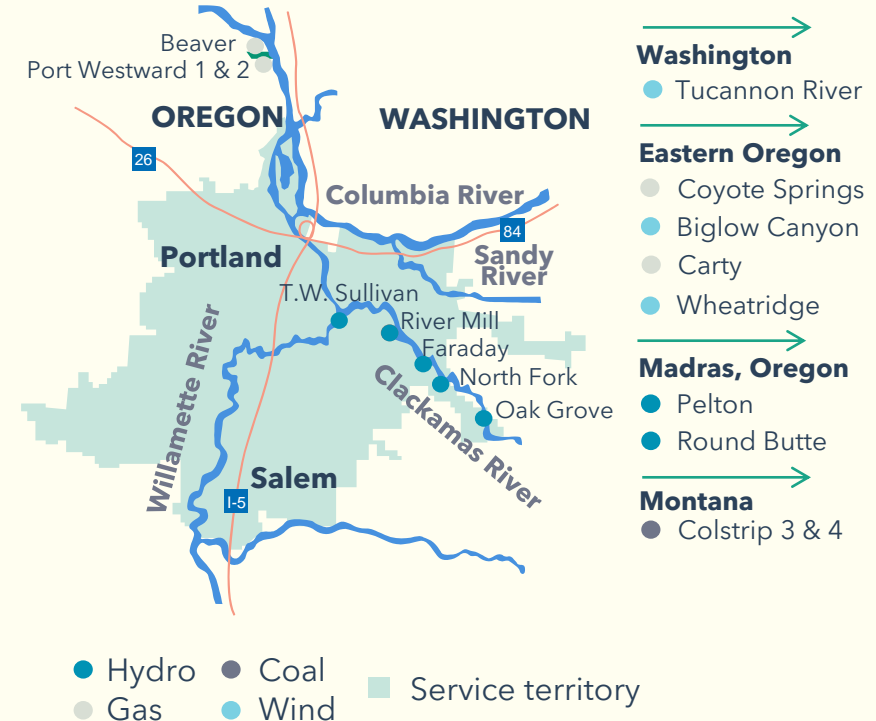 Beaver
Port Westward 1 & 2
OREGON
WASHINGTON
26
Columbia River
84
Portland
Sandy
River
T.W. Sullivan
River Mill
Faraday
North Fork
Oak Grove
Willamette River
Clackamas River
Salem
I-5
Washington
Tucannon River
Eastern Oregon
Coyote Springs
Biglow Canyon
Carty
Wheatridge
Madras, Oregon
Pelton
Round Butte
Montana
Colstrip 3 & 4
Hydro
Coal
Service territory
Gas
Wind